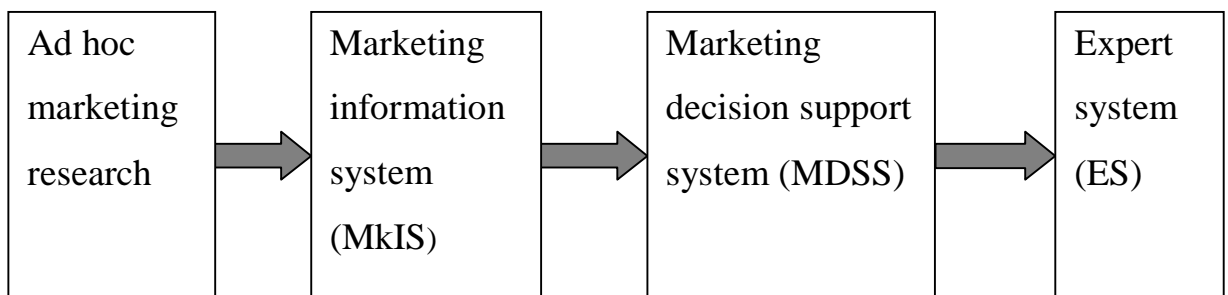 Ad hoc
marketing
research
Marketing
information
system
(MkIS)
Marketing
decision support
system (MDSS)
Expert
system
(ES)